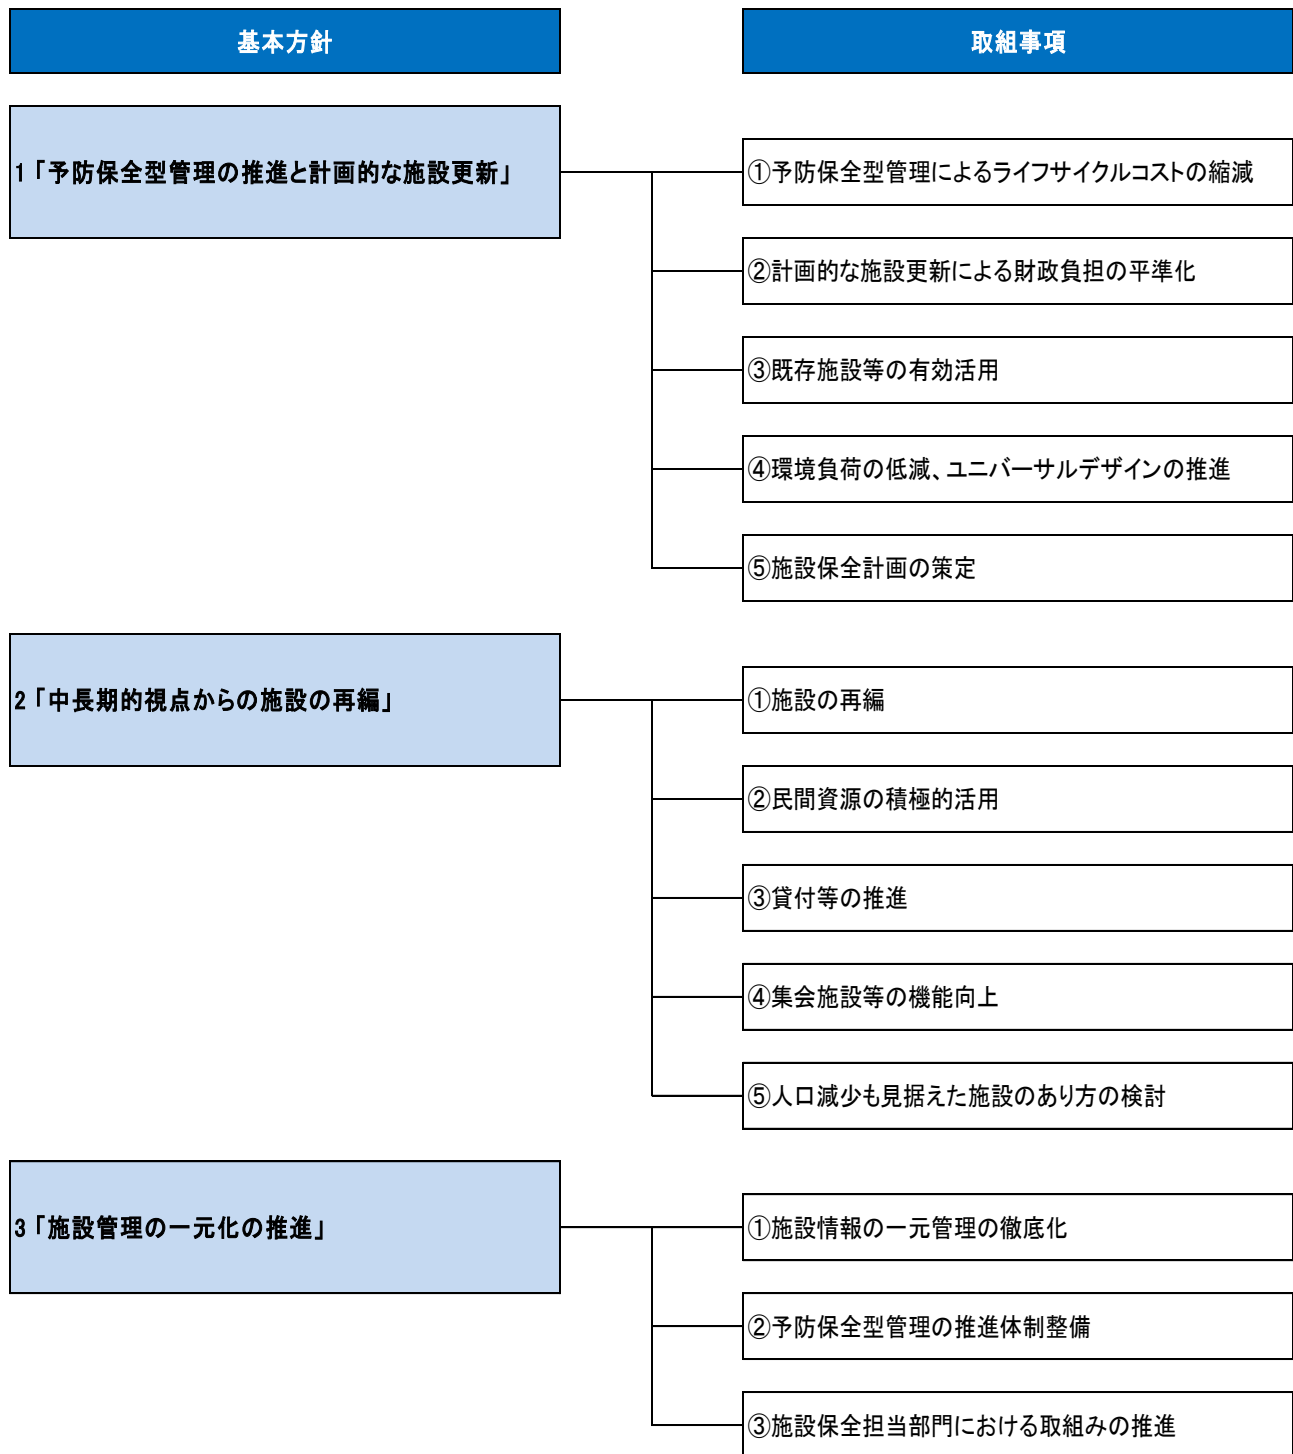 基本方針
取組事項
1「予防保全型管理の推進と計画的な施設更新」
①予防保全型管理によるライフサイクルコストの縮減
②計画的な施設更新による財政負担の平準化
③既存施設等の有効活用
④環境負荷の低減、ユニバーサルデザインの推進
⑤施設保全計画の策定
2「中長期的視点からの施設の再編」
①施設の再編
②民間資源の積極的活用
③貸付等の推進
④集会施設等の機能向上
⑤人口減少も見据えた施設のあり方の検討
3「施設管理の一元化の推進」
①施設情報の一元管理の徹底化
②予防保全型管理の推進体制整備
③施設保全担当部門における取組みの推進